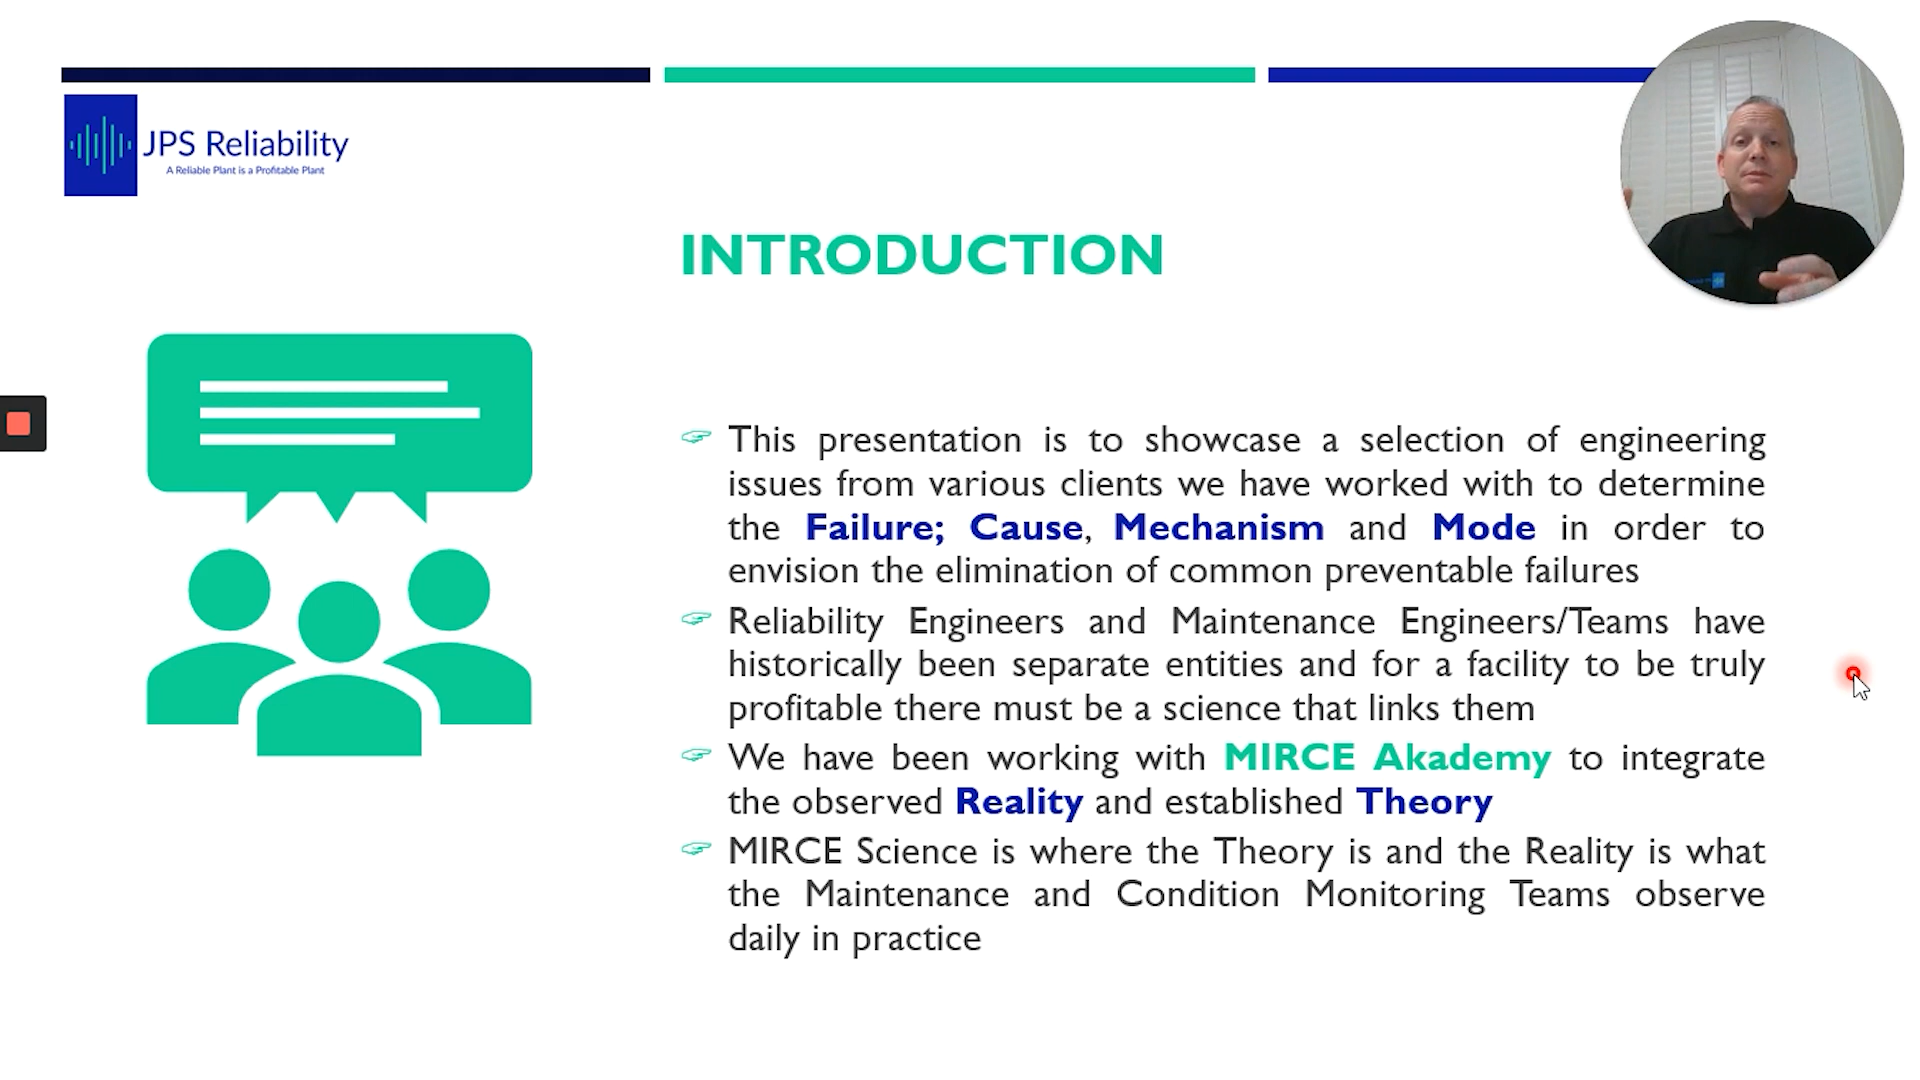 JPS Reliability
A Reliable Plant is a Profitable Plant
INTRODUCTION
This presentation is to showcase a selection of engineering
issues from various clients we have worked with to determine
the Failure; Cause, Mechanism and Mode in order to
envision the elimination of common preventable failures
Reliability Engineers and Maintenance Engineers/Teams have
historically been separate entities and for a facility to be truly
profitable there must be a science that links them
We have been working with MIRCE Akademy to integrate
the observed Reality and established Theory
MIRCE Science is where the Theory is and the Reality is what
the Maintenance and Condition Monitoring Teams observe
daily in practice